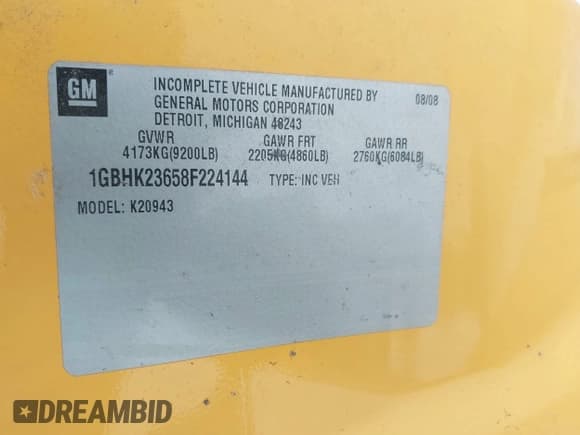 GM
INCOMPLETE VEHICLE MANUFACTURED BY 08/08
GENERAL MOTORS CORPORATION
DETROIT, MICHIGAN 48243
GVWR GAWR FRT GAWR RR
4173KG(9200LB) 2205KG(4860LB) 2760KG(6084LB)
1GBHK23658F224144 TYPE: INC VEH
MODEL: K20943
DREAMBID